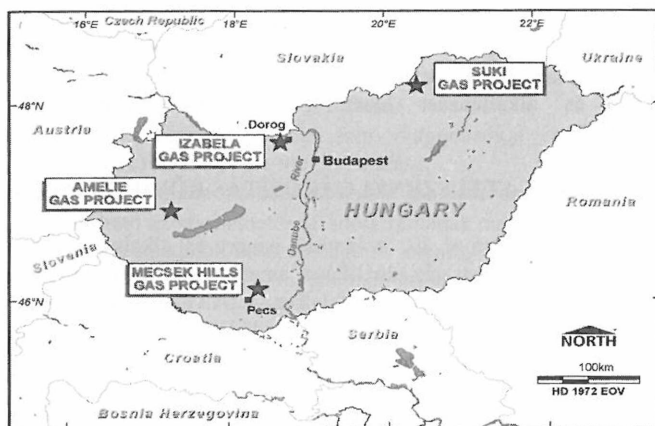 16°E
18°E
20°E
22°E
Czech Republic
Slovakia
Ukraine
SUKI
GAS PROJECT
48°N
Austria
Dorog
IZABELA
GAS PROJECT
Budapest
River
AMELIE
GAS PROJECT
HUNGARY
Romania
Danube
Slovenia
MECSEK HILLS
GAS PROJECT
46°N
Pecs
Serbia
NORTH
Croatia
100km
HD 1972 EOV
Bosnia Herzegovina